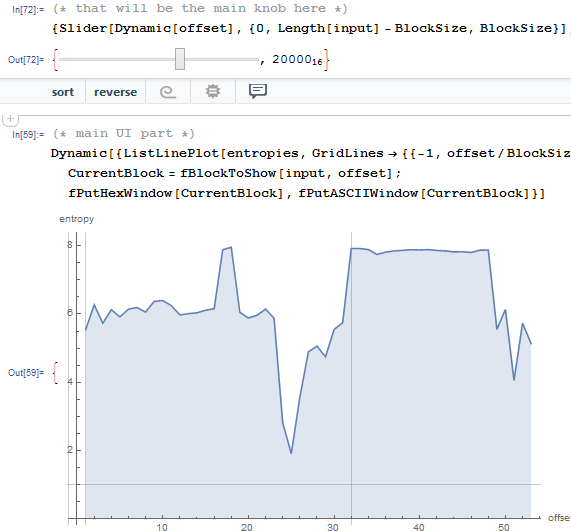 In[72]:= (* that will be the main knob here *)
{Slider[Dynamic[offset], {0, Length[input] - BlockSize, BlockSize}]
Out[72]= { , 20000₁₆}
sort reverse
+
In[59]:= (* main UI part *)
Dynamic[{ListLinePlot[entropies, GridLines → {{-1, offset/BlockSiz
CurrentBlock = fBlockToShow[input, offset];
fPutHexWindow[CurrentBlock], fPutASCIIWindow[CurrentBlock]}]
entropy
8
6
Out[59]= {
4
2
offse
10 20 30 40 50